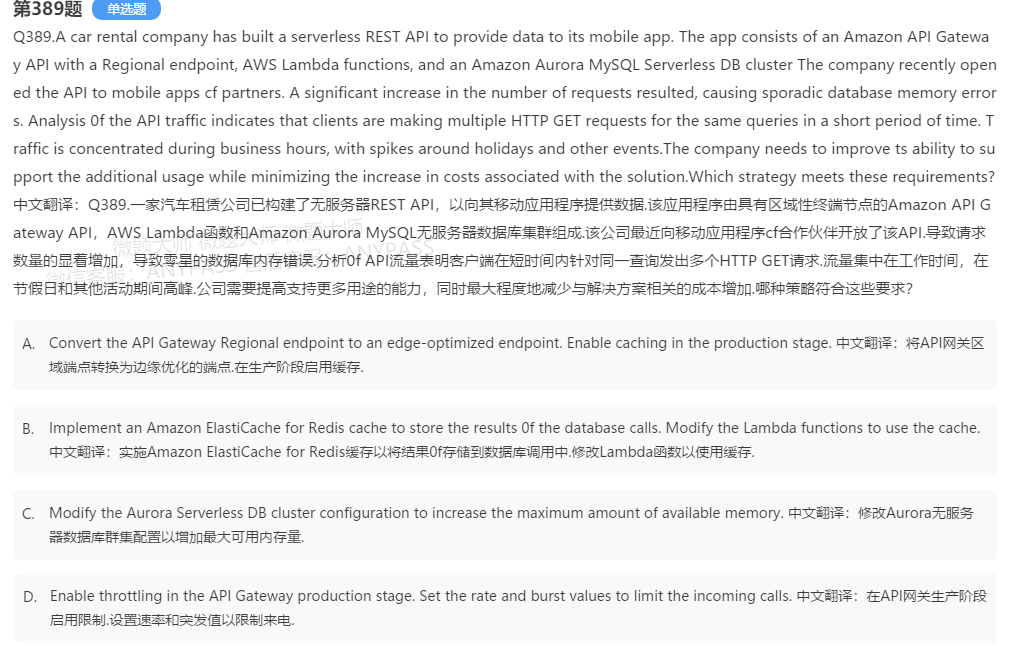 第389题 单选题
Q389.A car rental company has built a serverless REST API to provide data to its mobile app. The app consists of an Amazon API Gatewa
y API with a Regional endpoint, AWS Lambda functions, and an Amazon Aurora MySQL Serverless DB cluster The company recently open
ed the API to mobile apps cf partners. A significant increase in the number of requests resulted, causing sporadic database memory error
s. Analysis 0f the API traffic indicates that clients are making multiple HTTP GET requests for the same queries in a short period of time. T
raffic is concentrated during business hours, with spikes around holidays and other events.The company needs to improve ts ability to su
pport the additional usage while minimizing the increase in costs associated with the solution.Which strategy meets these requirements?
中文翻译：Q389.一家汽车租赁公司已构建了无服务器REST API，以向其移动应用程序提供数据.该应用程序由具有区域性终端节点的Amazon API G
ateway API，AWS Lambda函数和Amazon Aurora MySQL无服务器数据库集群组成.该公司最近向移动应用程序cf合作伙伴开放了该API.导致请求
数量的显着增加，导致零星的数据库内存错误.分析0f API流量表明客户端在短时间内针对同一查询发出多个HTTP GET请求.流量集中在工作时间，在
节假日和其他活动期间高峰.公司需要提高支持更多用途的能力，同时最大程度地减少与解决方案相关的成本增加.哪种策略符合这些要求？
微题大师 微题大师 微题大师
微信客服：ANYPASS ANYPASS
A. Convert the API Gateway Regional endpoint to an edge-optimized endpoint. Enable caching in the production stage. 中文翻译：将API网关区
域端点转换为边缘优化的端点.在生产阶段启用缓存.
B. Implement an Amazon ElastiCache for Redis cache to store the results 0f the database calls. Modify the Lambda functions to use the cache.
中文翻译：实施Amazon ElastiCache for Redis缓存以将结果0f存储到数据库调用中.修改Lambda函数以使用缓存.
C. Modify the Aurora Serverless DB cluster configuration to increase the maximum amount of available memory. 中文翻译：修改Aurora无服务
器数据库群集配置以增加最大可用内存量.
D. Enable throttling in the API Gateway production stage. Set the rate and burst values to limit the incoming calls. 中文翻译：在API网关生产阶段
启用限制.设置速率和突发值以限制来电.